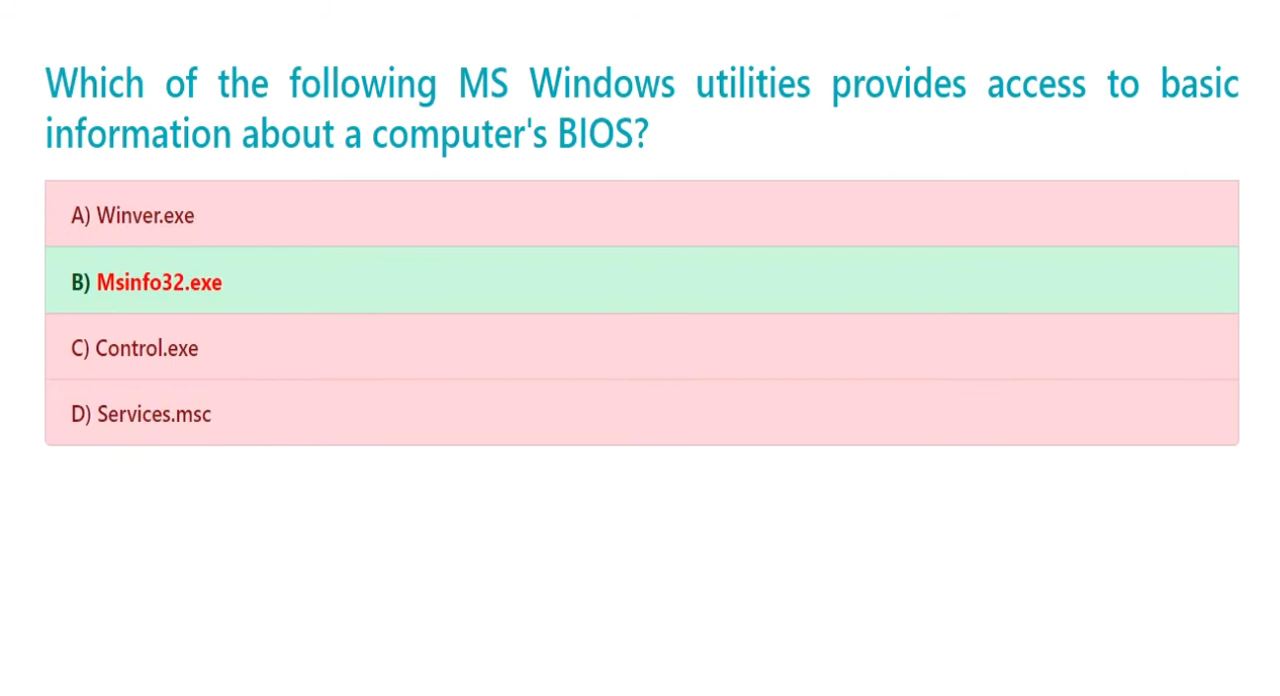 Which of the following MS Windows utilities provides access to basic
information about a computer's BIOS?
A) Winver.exe
B) Msinfo32.exe
C) Control.exe
D) Services.msc